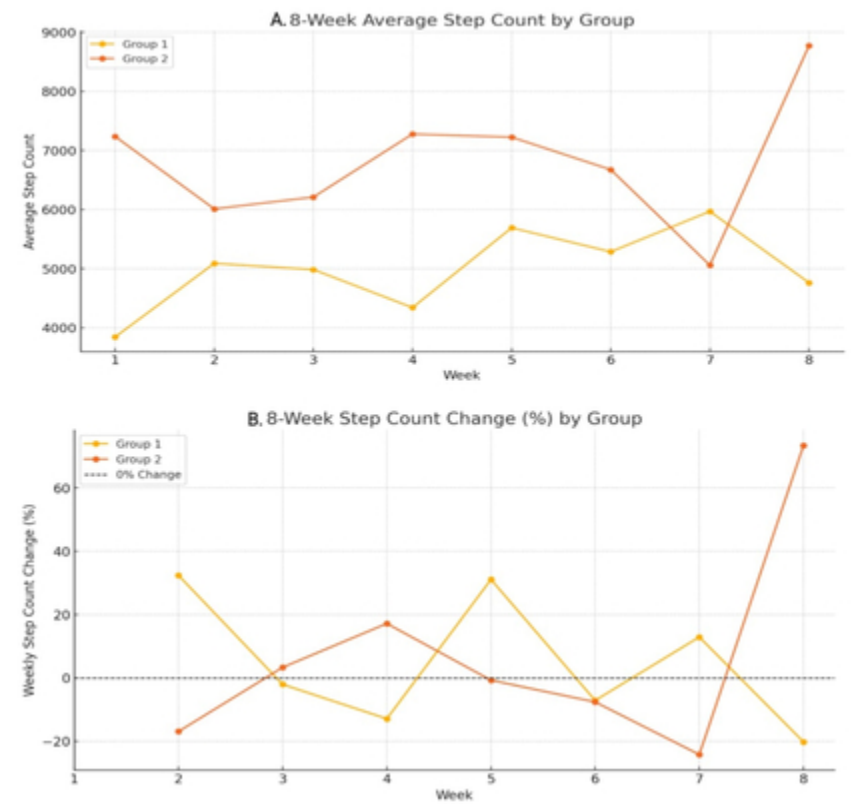 A. 8-Week Average Step Count by Group
9000
Group 1
Group 2
8000
7000
Average Step Count
6000
5000
4000
1 2 3 4 5 6 7 8
Week
B. 8-Week Step Count Change (%) by Group
Group 1
Group 2
0% Change
60
40
Weekly Step Count Change (%)
20
0
−20
1 2 3 4 5 6 7 8
Week